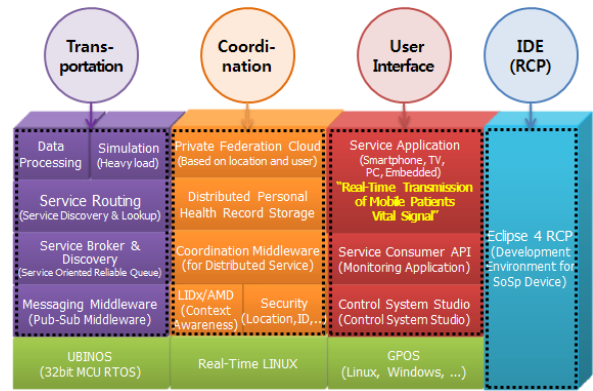 Trans-
portation
Coordi-
nation
User
Interface
IDE
(RCP)
Data
Processing
Simulation
(Heavy load)
Service Routing
(Service Discovery & Lookup)
Service Broker &
Discovery
(Service Oriented Reliable Queue)
Messaging Middleware
(Pub-Sub Middleware)
Private Federation Cloud
(Based on location and user)
Distributed Personal
Health Record Storage
Coordination Middleware
(for Distributed Service)
LIDx/AMD
(Context
Awareness)
Security
(Location,ID,..)
Service Application
(Smartphone, TV,
PC, Embedded)
“Real-Time Transmission
of Mobile Patients
Vital Signal”
Service Consumer API
(Monitoring Application)
Control System Studio
(Control System Studio)
Eclipse 4 RCP
(Development
Environment for
SoSp Device)
UBINOS
(32bit MCU RTOS)
Real-Time LINUX
GPOS
(Linux, Windows, ...)